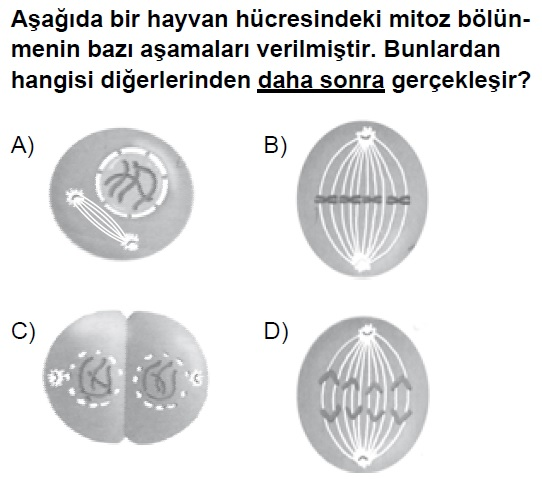 Aşağıda bir hayvan hücresindeki mitoz bölün-
menin bazı aşamaları verilmiştir. Bunlardan
hangisi diğerlerinden daha sonra gerçekleşir?
A)
B)
C)
D)